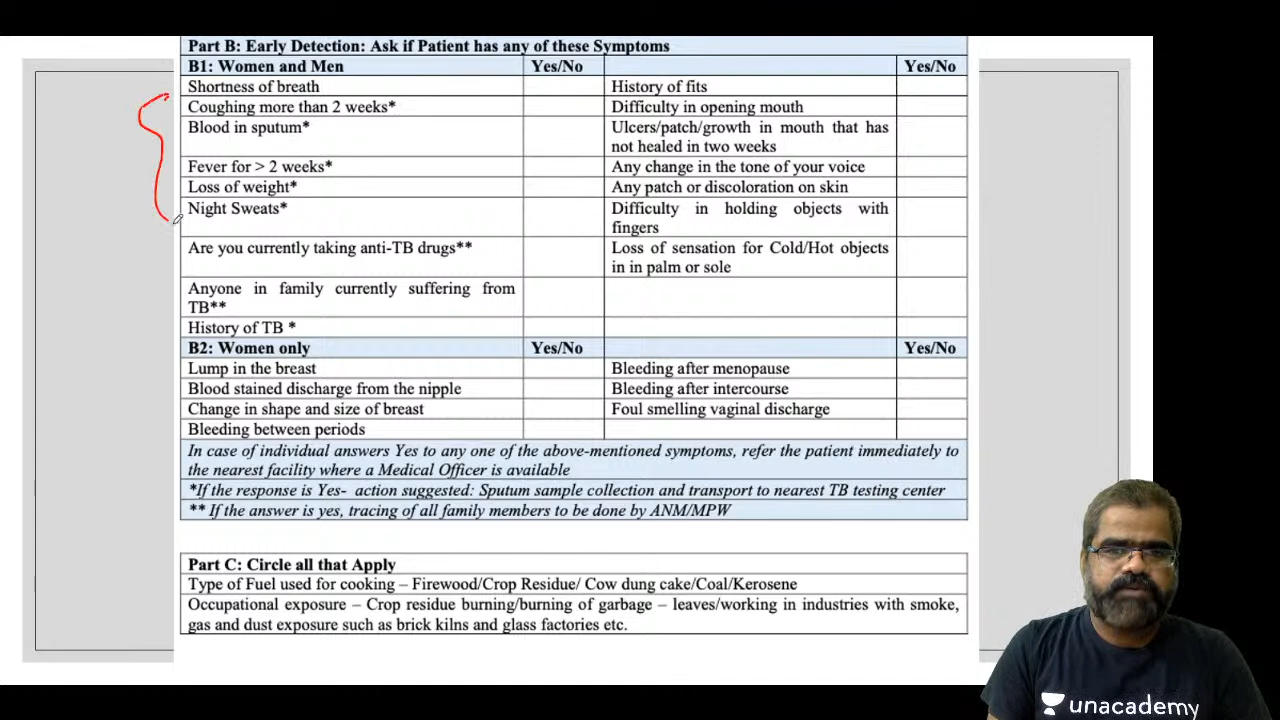 Part B: Early Detection: Ask if Patient has any of these Symptoms
B1: Women and Men Yes/No Yes/No
Shortness of breath History of fits
Coughing more than 2 weeks* Difficulty in opening mouth
Blood in sputum* Ulcers/patch/growth in mouth that has
not healed in two weeks
Fever for > 2 weeks* Any change in the tone of your voice
Loss of weight* Any patch or discoloration on skin
Night Sweats* Difficulty in holding objects with
fingers
Are you currently taking anti-TB drugs** Loss of sensation for Cold/Hot objects
in in palm or sole
Anyone in family currently suffering from
TB**
History of TB *
B2: Women only Yes/No Yes/No
Lump in the breast Bleeding after menopause
Blood stained discharge from the nipple Bleeding after intercourse
Change in shape and size of breast Foul smelling vaginal discharge
Bleeding between periods
In case of individual answers Yes to any one of the above-mentioned symptoms, refer the patient immediately to
the nearest facility where a Medical Officer is available
*If the response is Yes- action suggested: Sputum sample collection and transport to nearest TB testing center
** If the answer is yes, tracing of all family members to be done by ANM/MPW
Part C: Circle all that Apply
Type of Fuel used for cooking – Firewood/Crop Residue/ Cow dung cake/Coal/Kerosene
Occupational exposure – Crop residue burning/burning of garbage – leaves/working in industries with smoke,
gas and dust exposure such as brick kilns and glass factories etc.
unacademy